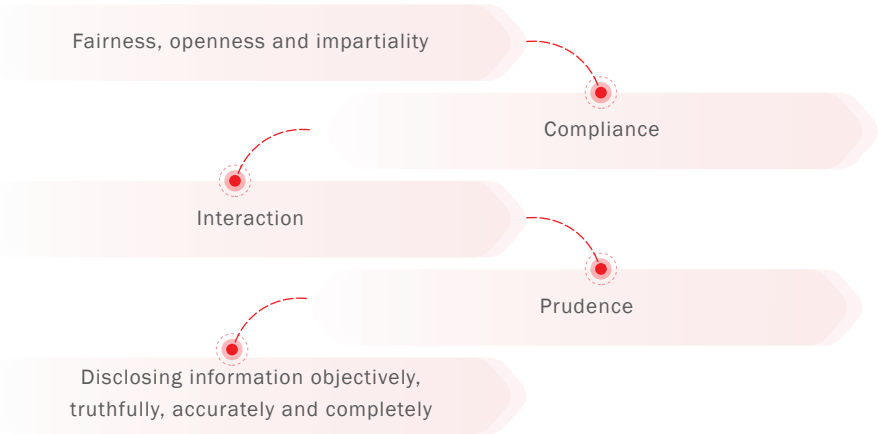 Fairness, openness and impartiality
Compliance
Interaction
Prudence
Disclosing information objectively,
truthfully, accurately and completely